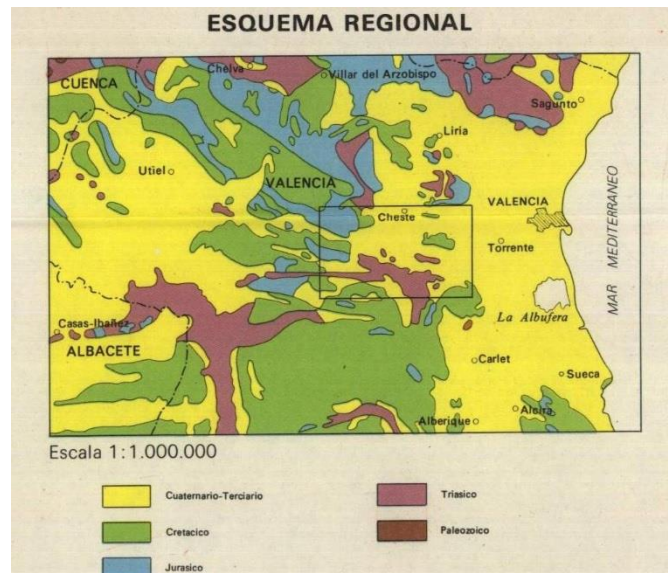 ESQUEMA REGIONAL
Chelva
Villar del Arzobispo
CUENCA
Sagunto
Liria
Utiel
VALENCIA
VALENCIA
Cheste
Torrente
MAR MEDITERRANEO
La Albufera
Casas-Ibañez
ALBACETE
Carlet
Sueca
Alberique
Alcira
Escala 1:1.000.000
Cuaternario-Terciario
Triasico
Cretacico
Paleozoico
Jurasico